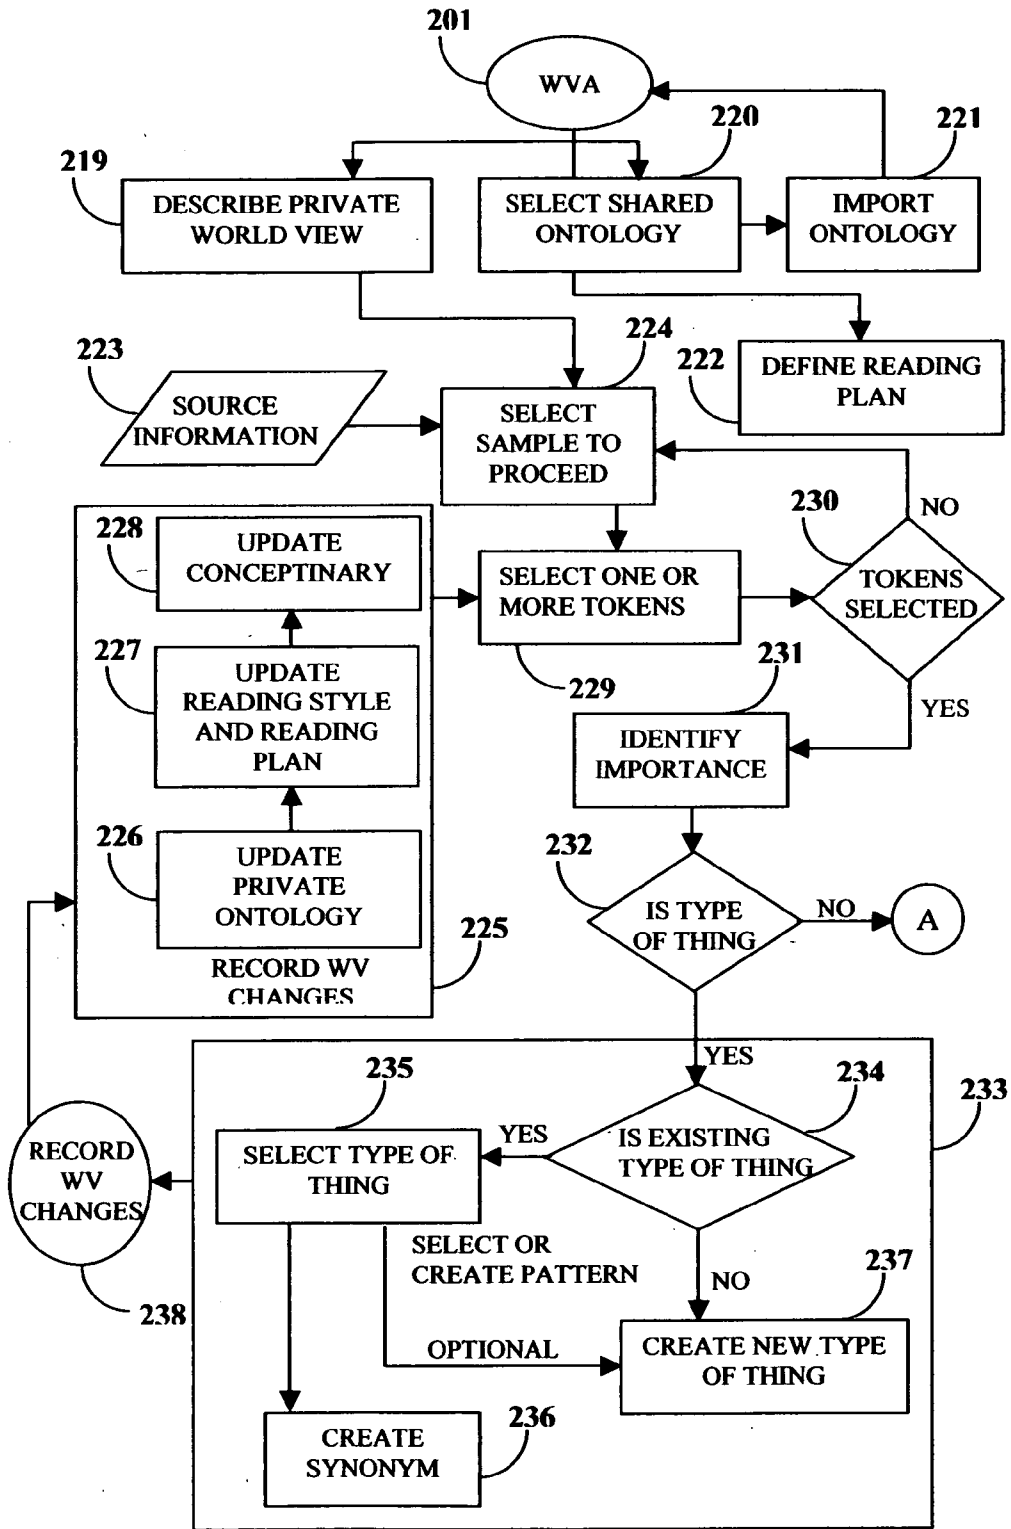 201
WVA
220
221
219
DESCRIBE PRIVATE
WORLD VIEW
SELECT SHARED
ONTOLOGY
IMPORT
ONTOLOGY
223
224
222
DEFINE READING
PLAN
SOURCE
INFORMATION
SELECT
SAMPLE TO
PROCEED
230
NO
228
UPDATE
CONCEPTINARY
SELECT ONE OR
MORE TOKENS
TOKENS
SELECTED
227
229
231
YES
UPDATE
READING STYLE
AND READING
PLAN
IDENTIFY
IMPORTANCE
226
232
UPDATE
PRIVATE
ONTOLOGY
IS TYPE
OF THING
NO
A
225
RECORD WV
CHANGES
YES
235
234
233
RECORD
WV
CHANGES
SELECT TYPE OF
THING
YES
IS EXISTING
TYPE OF THING
SELECT OR
CREATE PATTERN
NO
237
238
OPTIONAL
CREATE NEW TYPE
OF THING
236
CREATE
SYNONYM